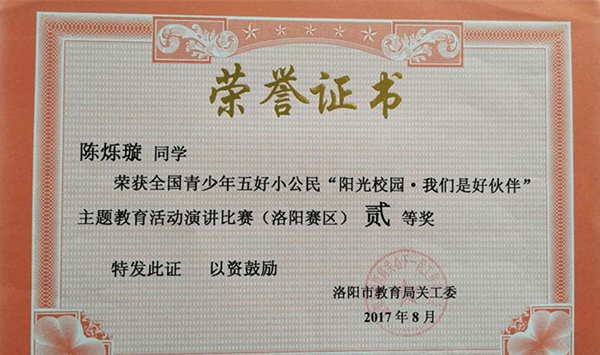 荣誉证书
陈烁璇 同学
荣获全国青少年五好小公民“阳光校园·我们是好伙伴”
主题教育活动演讲比赛（洛阳赛区）贰等奖
特发此证 以资鼓励
洛阳市教育局关工委
2017年8月